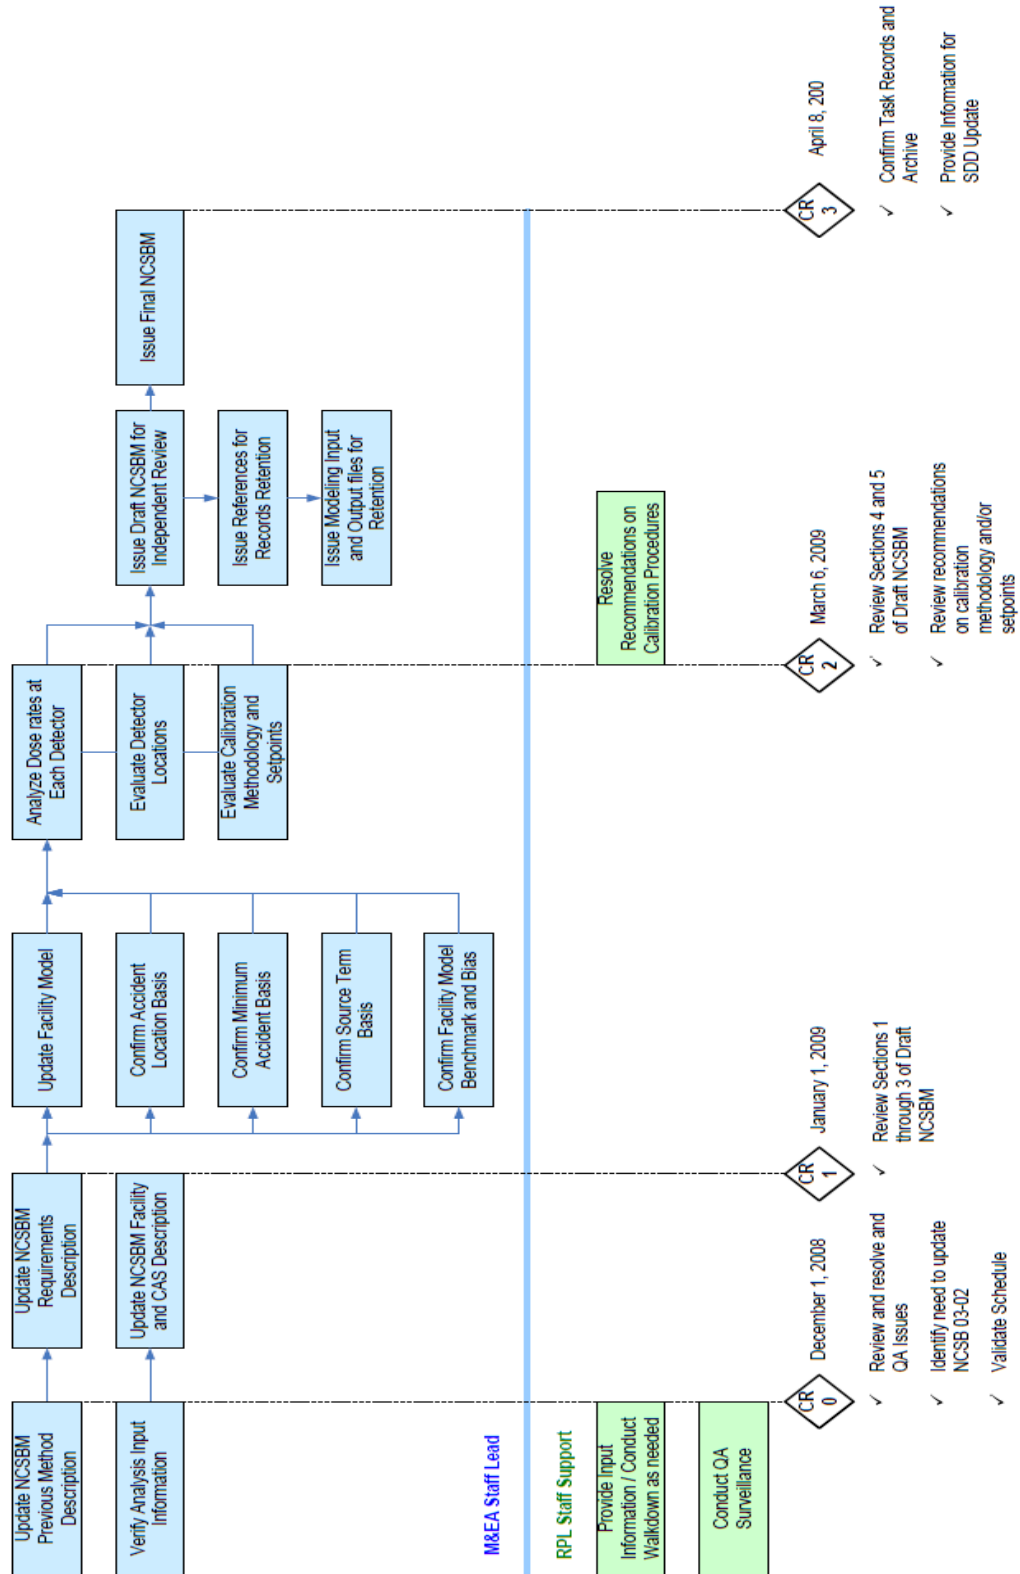 Update NCSBM
Previous Method
Description
Verify Analysis Input
Information
Update NCSBM
Requirements
Description
Update NCSBM Facility
and CAS Description
Update Facility Model
Confirm Accident
Location Basis
Confirm Minimum
Accident Basis
Confirm Source Term
Basis
Confirm Facility Model
Benchmark and Bias
Analyze Dose rates at
Each Detector
Evaluate Detector
Locations
Evaluate Calibration
Methodology and
Setpoints
Issue Draft NCSBM for
Independent Review
Issue References for
Records Retention
Issue Modeling Input
and Output files for
Retention
Issue Final NCSBM
M&EA Staff Lead
RPL Staff Support
Provide Input
Information / Conduct
Walkdown as needed
Conduct QA
Surveillance
Resolve
Recommendations on
Calibration Procedures
CR
0
December 1, 2008
✓ Review and resolve and
QA Issues
✓ Identify need to update
NCSB 03-02
✓ Validate Schedule
CR
1
January 1, 2009
✓ Review Sections 1
through 3 of Draft
NCSBM
CR
2
March 6, 2009
✓ Review Sections 4 and 5
of Draft NCSBM
✓ Review recommendations
on calibration
methodology and/or
setpoints
CR
3
April 8, 200
✓ Confirm Task Records and
Archive
✓ Provide Information for
SDD Update